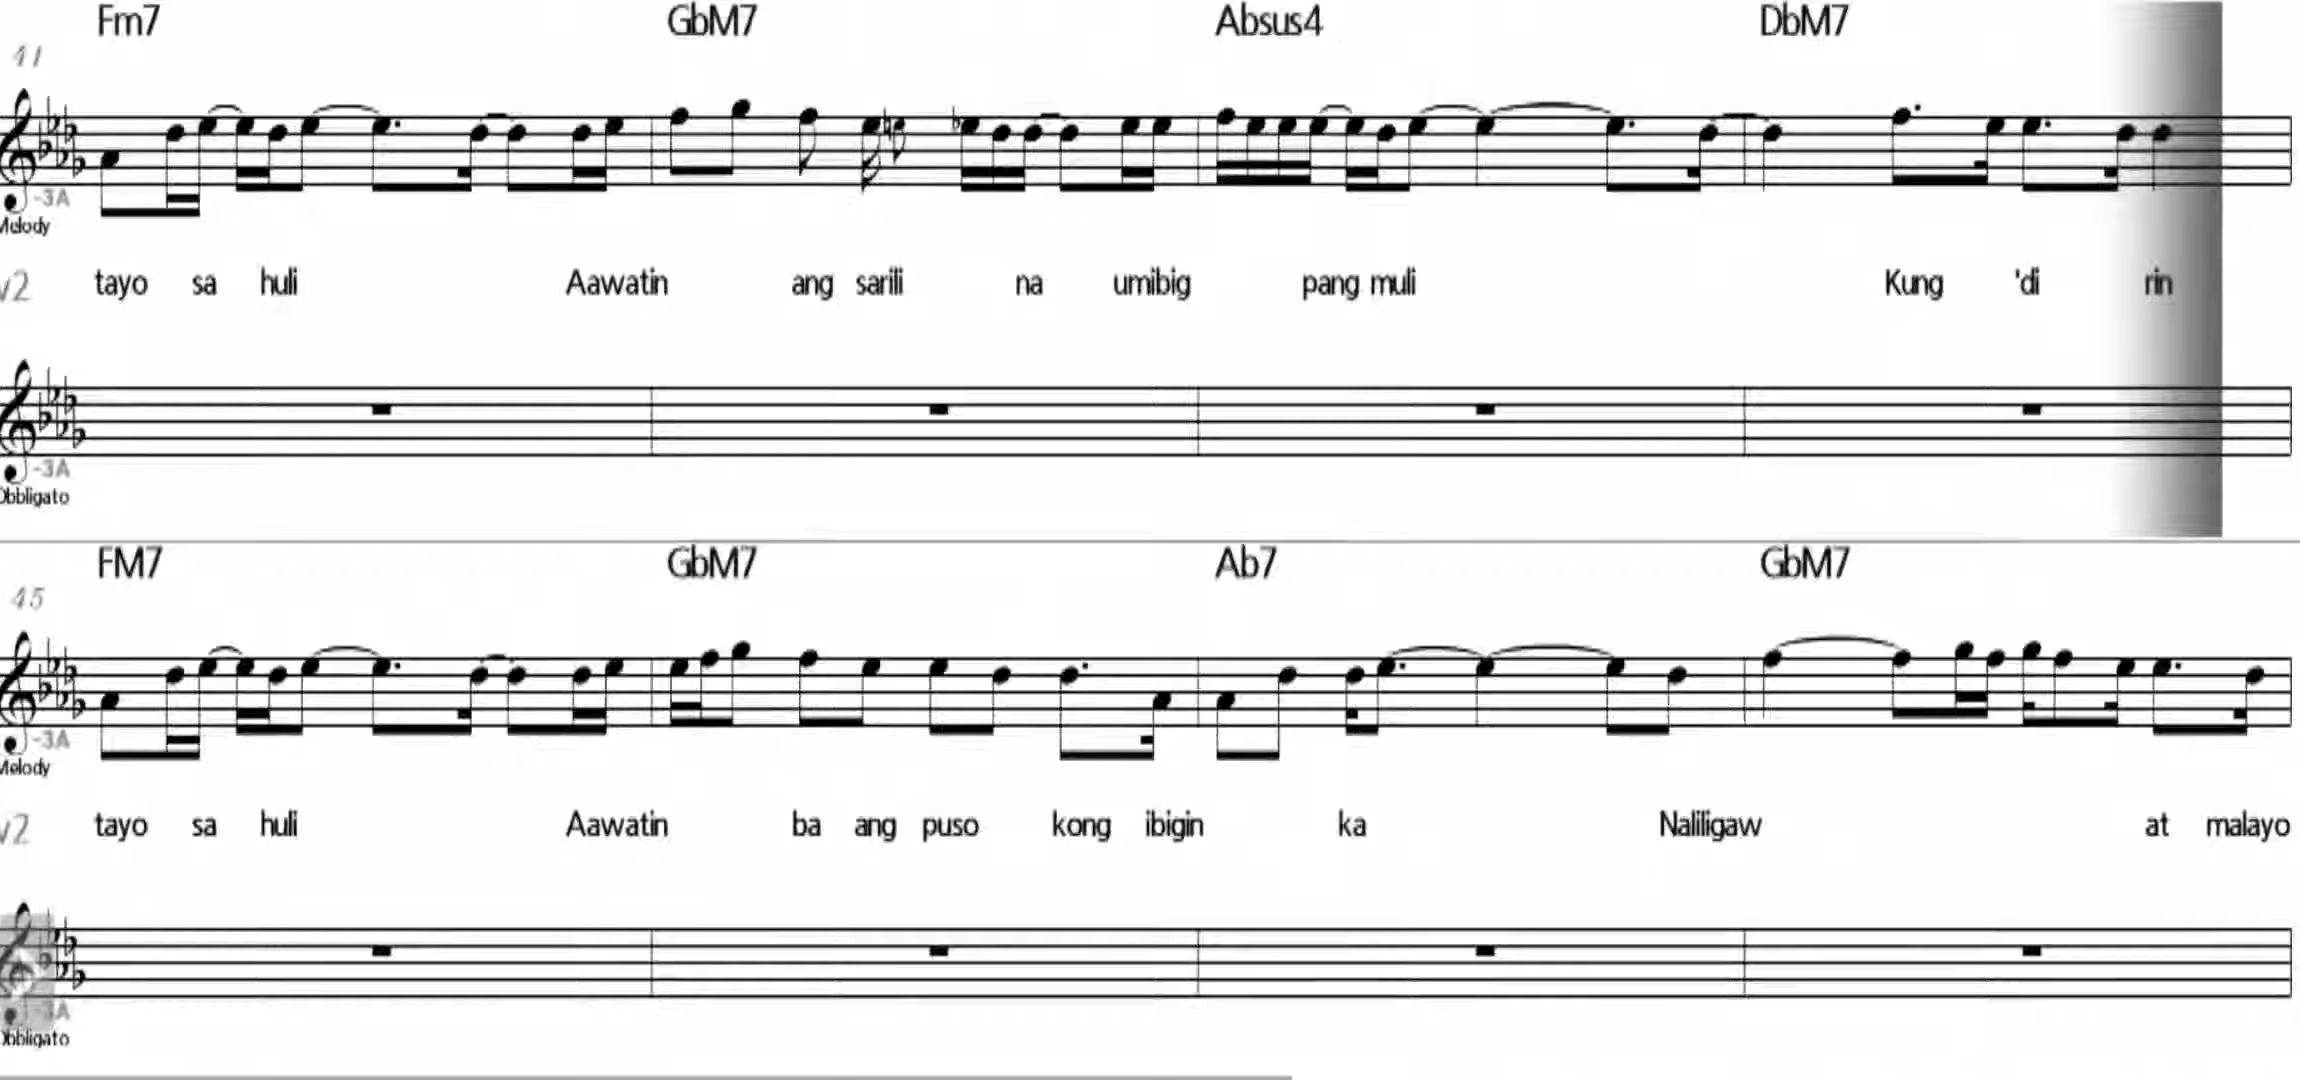 Fm7 GbM7 Absus4 DbM7
41
-3A
Melody
v2 tayo sa huli Aawatin ang sarili na umibig pang muli Kung 'di rin
-3A
Obbligato
FM7 GbM7 Ab7 GbM7
45
-3A
Melody
v2 tayo sa huli Aawatin ba ang puso kong ibigin ka Naliligaw at malayo
-3A
Obbligato